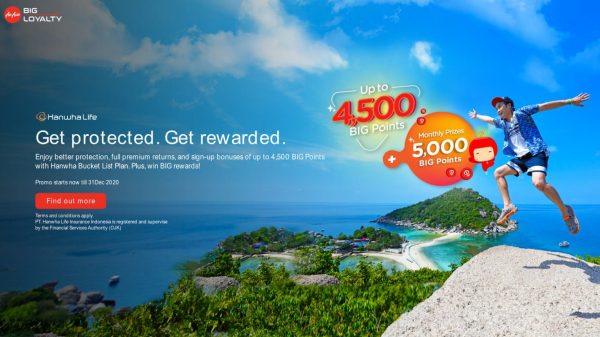 AirAsia
BIG
LOYALTY
Hanwha Life
Get protected. Get rewarded.
Enjoy better protection, full premium returns, and sign-up bonuses of up to 4,500 BIG Points
with Hanwha Bucket List Plan. Plus, win BIG rewards!
Promo starts now till 31Dec 2020
Find out more
Terms and conditions apply.
PT. Hanwha Life Insurance Indonesia is registered and supervise
by the Financial Services Authority (OJK)
Up to
4,500
BIG Points
+
Monthly Prizes
5,000
BIG Points